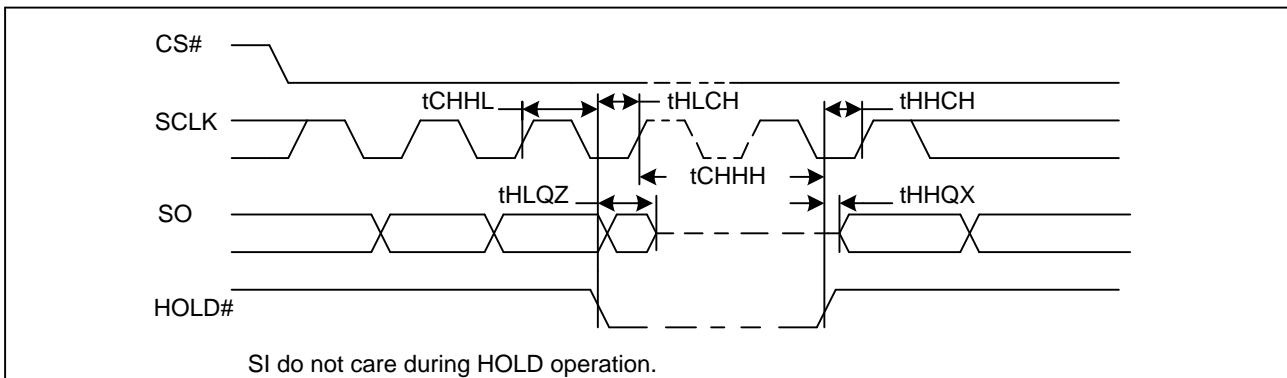 CS#
tCHHL
tHLCH
tHHCH
SCLK
tCHHH
tHLQZ
tHHQX
SO
HOLD#
SI do not care during HOLD operation.